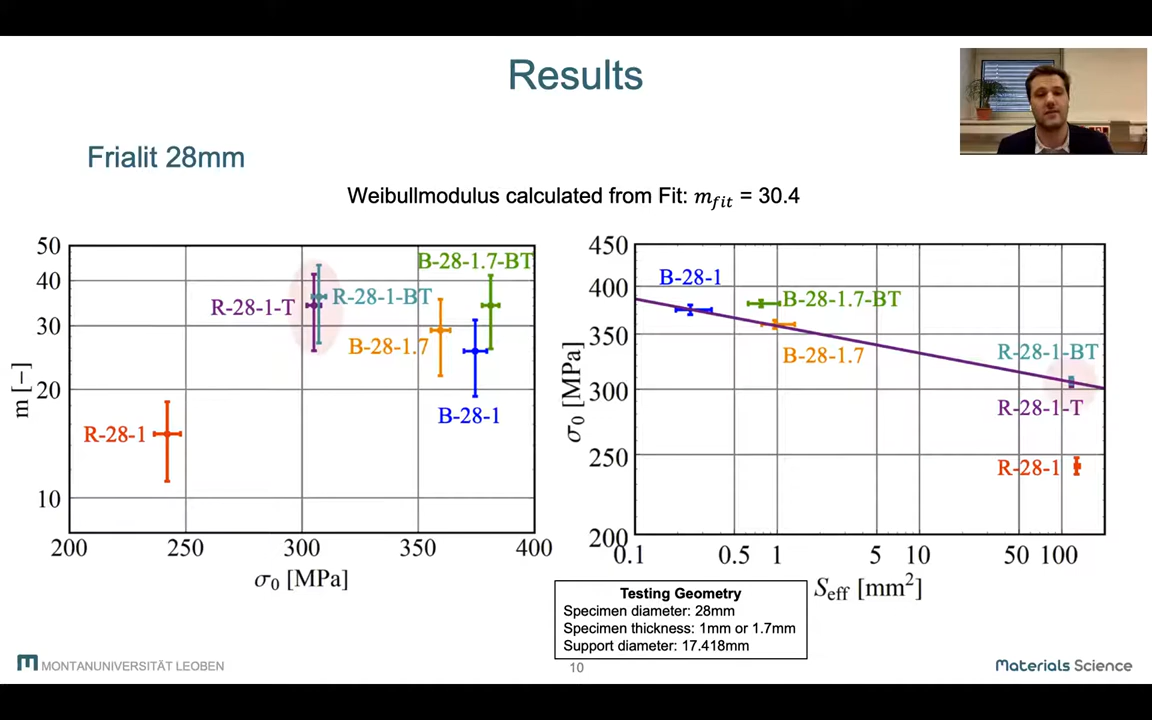 Results
Frialit 28mm
Weibullmodulus calculated from Fit: m_fit = 30.4
50
40
30
20
10
m [–]
B-28-1.7-BT
R-28-1-T
R-28-1-BT
B-28-1.7
B-28-1
R-28-1
200
250
300
350
400
σ₀ [MPa]
450
400
350
300
250
200
σ₀ [MPa]
B-28-1
B-28-1.7-BT
B-28-1.7
R-28-1-BT
R-28-1-T
R-28-1
0.1
0.5
1
5
10
50
100
S_eff [mm²]
Testing Geometry
Specimen diameter: 28mm
Specimen thickness: 1mm or 1.7mm
Support diameter: 17.418mm
MONTANUNIVERSITÄT LEOBEN
10
Materials Science